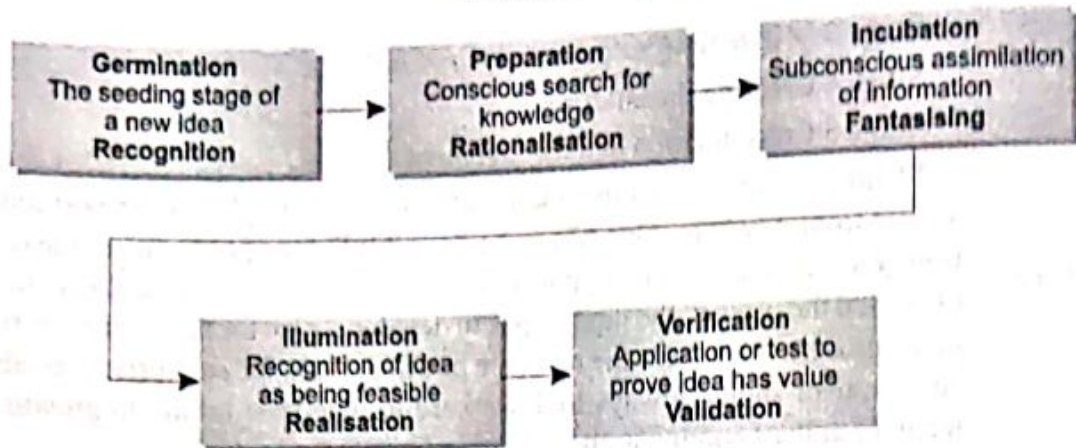 Germination
The seeding stage of
a new idea
Recognition
Preparation
Conscious search for
knowledge
Rationalisation
Incubation
Subconscious assimilation
of information
Fantasising
Illumination
Recognition of idea
as being feasible
Realisation
Verification
Application or test to
prove idea has value
Validation